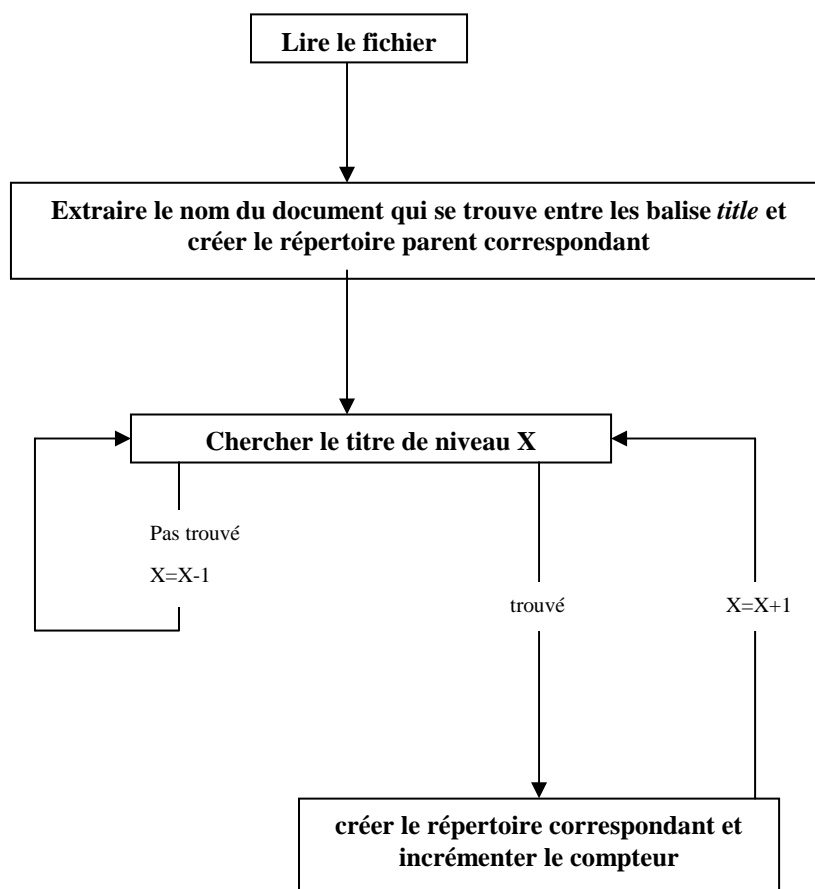 Lire le fichier
Extraire le nom du document qui se trouve entre les balise title et
créer le répertoire parent correspondant
Chercher le titre de niveau X
Pas trouvé
X=X-1
trouvé
X=X+1
créer le répertoire correspondant et
incrémenter le compteur